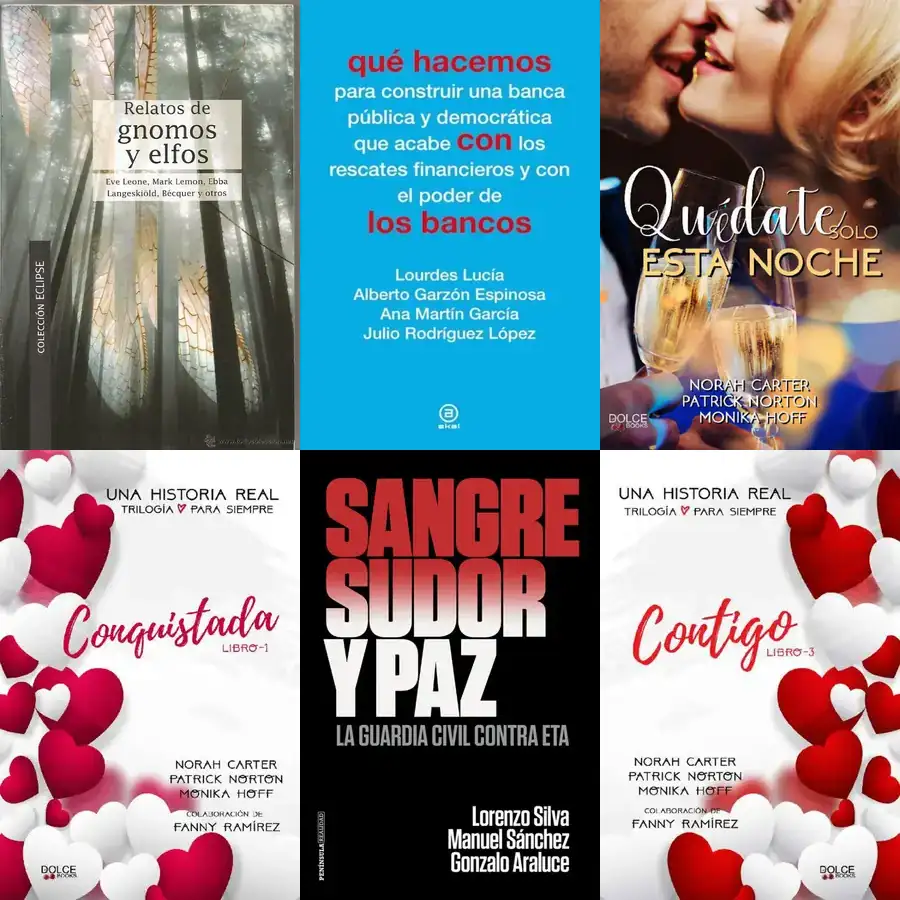 Relatos de
gnomos
y elfos
Eve Leone, Mark Lemon, Ebba
Langeskiöld, Bécquer y otros
COLECCIÓN ECLIPSE
qué hacemos
para construir una banca
pública y democrática
que acabe con los
rescates financieros y con
el poder de
los bancos
Lourdes Lucía
Alberto Garzón Espinosa
Ana Martín García
Julio Rodríguez López
a
akal
Quédate SOLO
ESTA NOCHE
NORAH CARTER
PATRICK NORTON
MONIKA HOFF
DOLCE
BOOKS
UNA HISTORIA REAL
TRILOGÍA PARA SIEMPRE
Conquistada
LIBRO-1
NORAH CARTER
PATRICK NORTON
MONIKA HOFF
COLABORACIÓN DE
FANNY RAMÍREZ
DOLCE
BOOKS
SANGRE
SUDOR
Y PAZ
LA GUARDIA CIVIL CONTRA ETA
Lorenzo Silva
Manuel Sánchez
Gonzalo Araluce
PENÍNSULA REALIDAD
UNA HISTORIA REAL
TRILOGÍA PARA SIEMPRE
Contigo
LIBRO-3
NORAH CARTER
PATRICK NORTON
MONIKA HOFF
COLABORACIÓN DE
FANNY RAMÍREZ
DOLCE
BOOKS